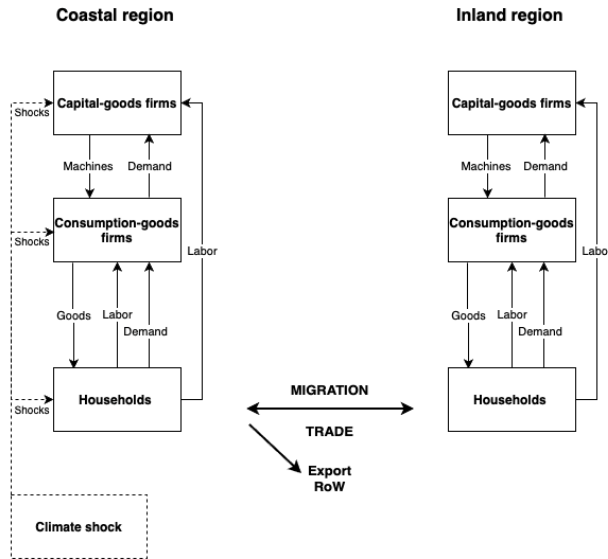 Coastal region
Inland region
Capital-goods firms
Capital-goods firms
Shocks
Machines
Demand
Machines
Demand
Consumption-goods
firms
Consumption-goods
firms
Shocks
Labor
Labo
Goods
Labor
Demand
Goods
Labor
Demand
Households
Households
Shocks
MIGRATION
TRADE
Export
RoW
Climate shock